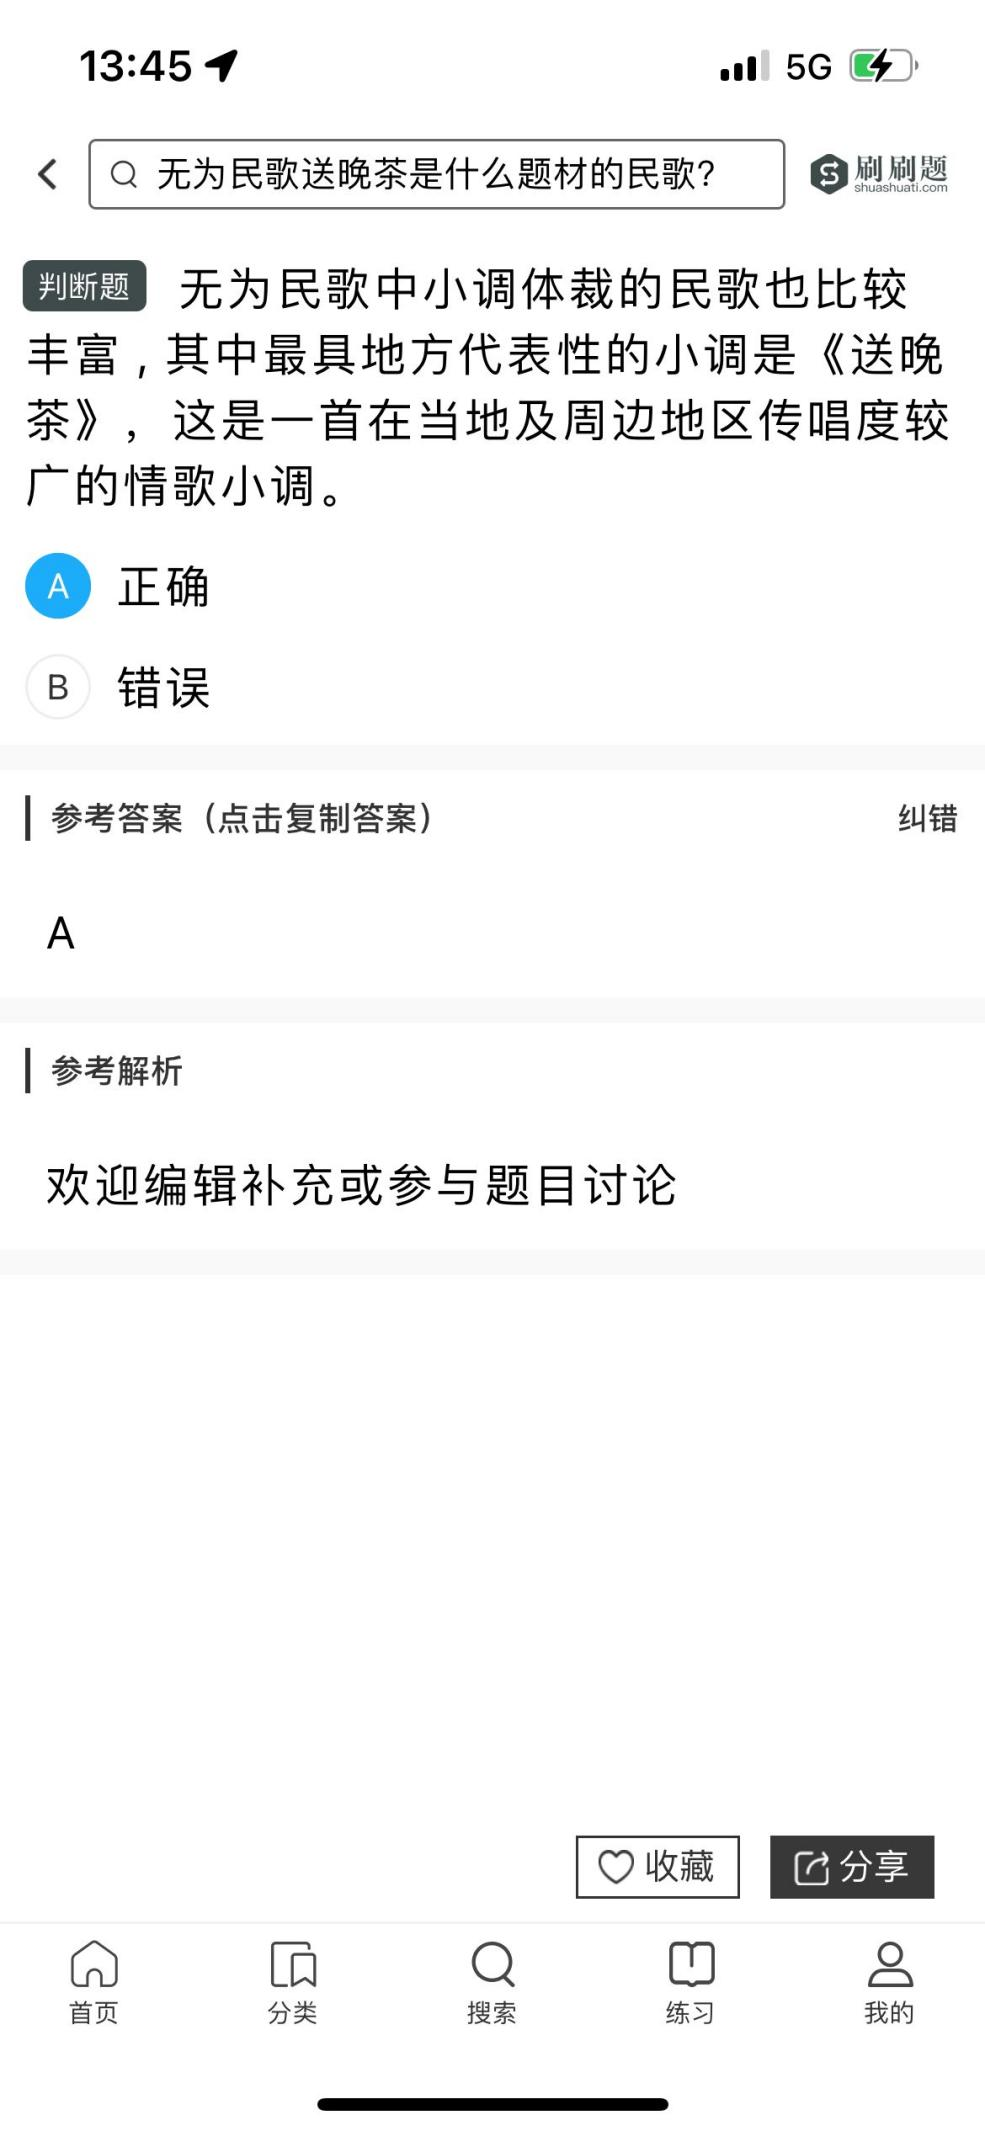 13:45
5G
无为民歌送晚茶是什么题材的民歌?
刷刷题
shuashuati.com
判断题 无为民歌中小调体裁的民歌也比较
丰富,其中最具地方代表性的小调是《送晚
茶》，这是一首在当地及周边地区传唱度较
广的情歌小调。
A 正确
B 错误
参考答案（点击复制答案） 纠错
A
参考解析
欢迎编辑补充或参与题目讨论
收藏 分享
首页 分类 搜索 练习 我的